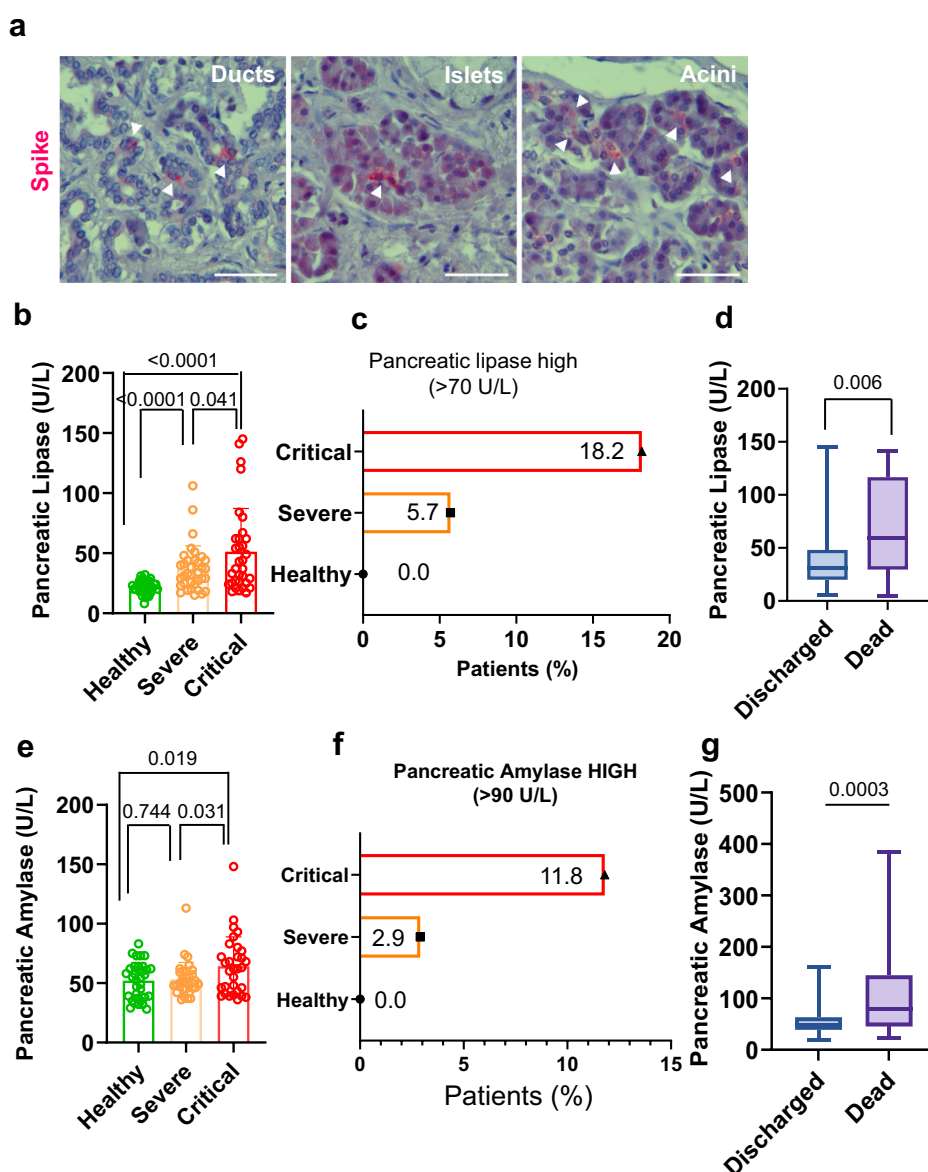 a
Ducts
Islets
Acini
Spike
b
<0.0001
<0.0001
0.041
200
150
100
50
0
Pancreatic Lipase (U/L)
Healthy
Severe
Critical
c
Pancreatic lipase high
(>70 U/L)
Critical
18.2
Severe
5.7
Healthy
0.0
0
5
10
15
20
Patients (%)
d
0.006
200
150
100
50
0
Pancreatic Lipase (U/L)
Discharged
Dead
e
0.019
0.744
0.031
200
150
100
50
0
Pancreatic Amylase (U/L)
Healthy
Severe
Critical
f
Pancreatic Amylase HIGH
(>90 U/L)
Critical
11.8
Severe
2.9
Healthy
0.0
0
5
10
15
Patients (%)
g
0.0003
500
400
300
200
100
0
Pancreatic Amylase (U/L)
Discharged
Dead